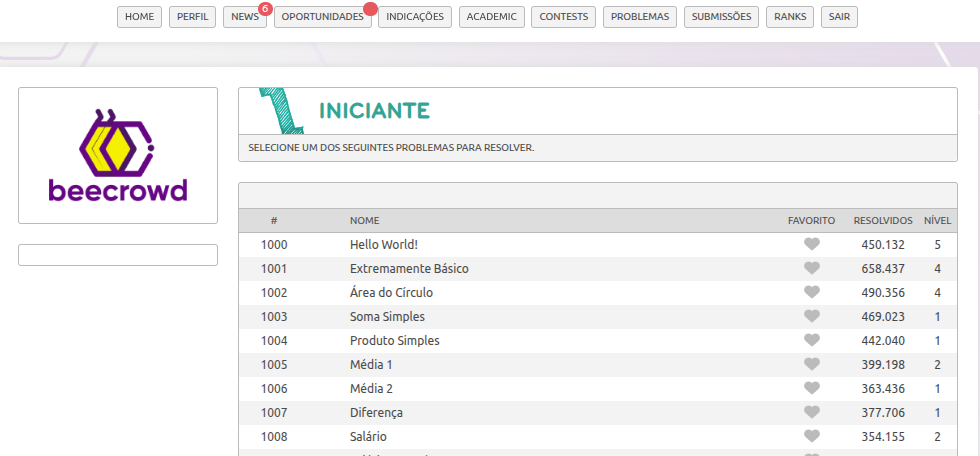 HOME PERFIL NEWS 6 OPORTUNIDADES INDICAÇÕES ACADEMIC CONTESTS PROBLEMAS SUBMISSÕES RANKS SAIR
beecrowd
1 INICIANTE
SELECIONE UM DOS SEGUINTES PROBLEMAS PARA RESOLVER.
# NOME FAVORITO RESOLVIDOS NÍVEL
1000 Hello World! 450.132 5
1001 Extremamente Básico 658.437 4
1002 Área do Círculo 490.356 4
1003 Soma Simples 469.023 1
1004 Produto Simples 442.040 1
1005 Média 1 399.198 2
1006 Média 2 363.436 1
1007 Diferença 377.706 1
1008 Salário 354.155 2